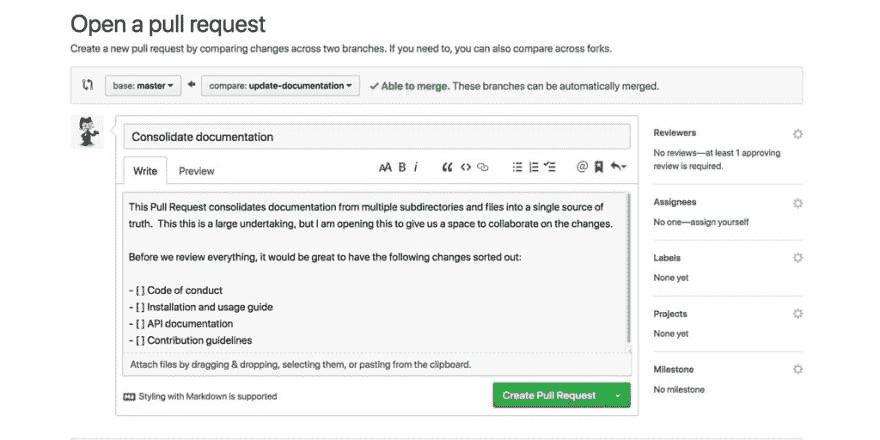 Open a pull request
Create a new pull request by comparing changes across two branches. If you need to, you can also compare across forks.
base: master
compare: update-documentation
Able to merge. These branches can be automatically merged.
Consolidate documentation
Write
Preview
AA B i
This Pull Request consolidates documentation from multiple subdirectories and files into a single source of
truth. This this is a large undertaking, but I am opening this to give us a space to collaborate on the changes.
Before we review everything, it would be great to have the following changes sorted out:
- [ ] Code of conduct
- [ ] Installation and usage guide
- [ ] API documentation
- [ ] Contribution guidelines
Attach files by dragging & dropping, selecting them, or pasting from the clipboard.
Styling with Markdown is supported
Create Pull Request
Reviewers
No reviews—at least 1 approving
review is required.
Assignees
No one—assign yourself
Labels
None yet
Projects
None yet
Milestone
No milestone